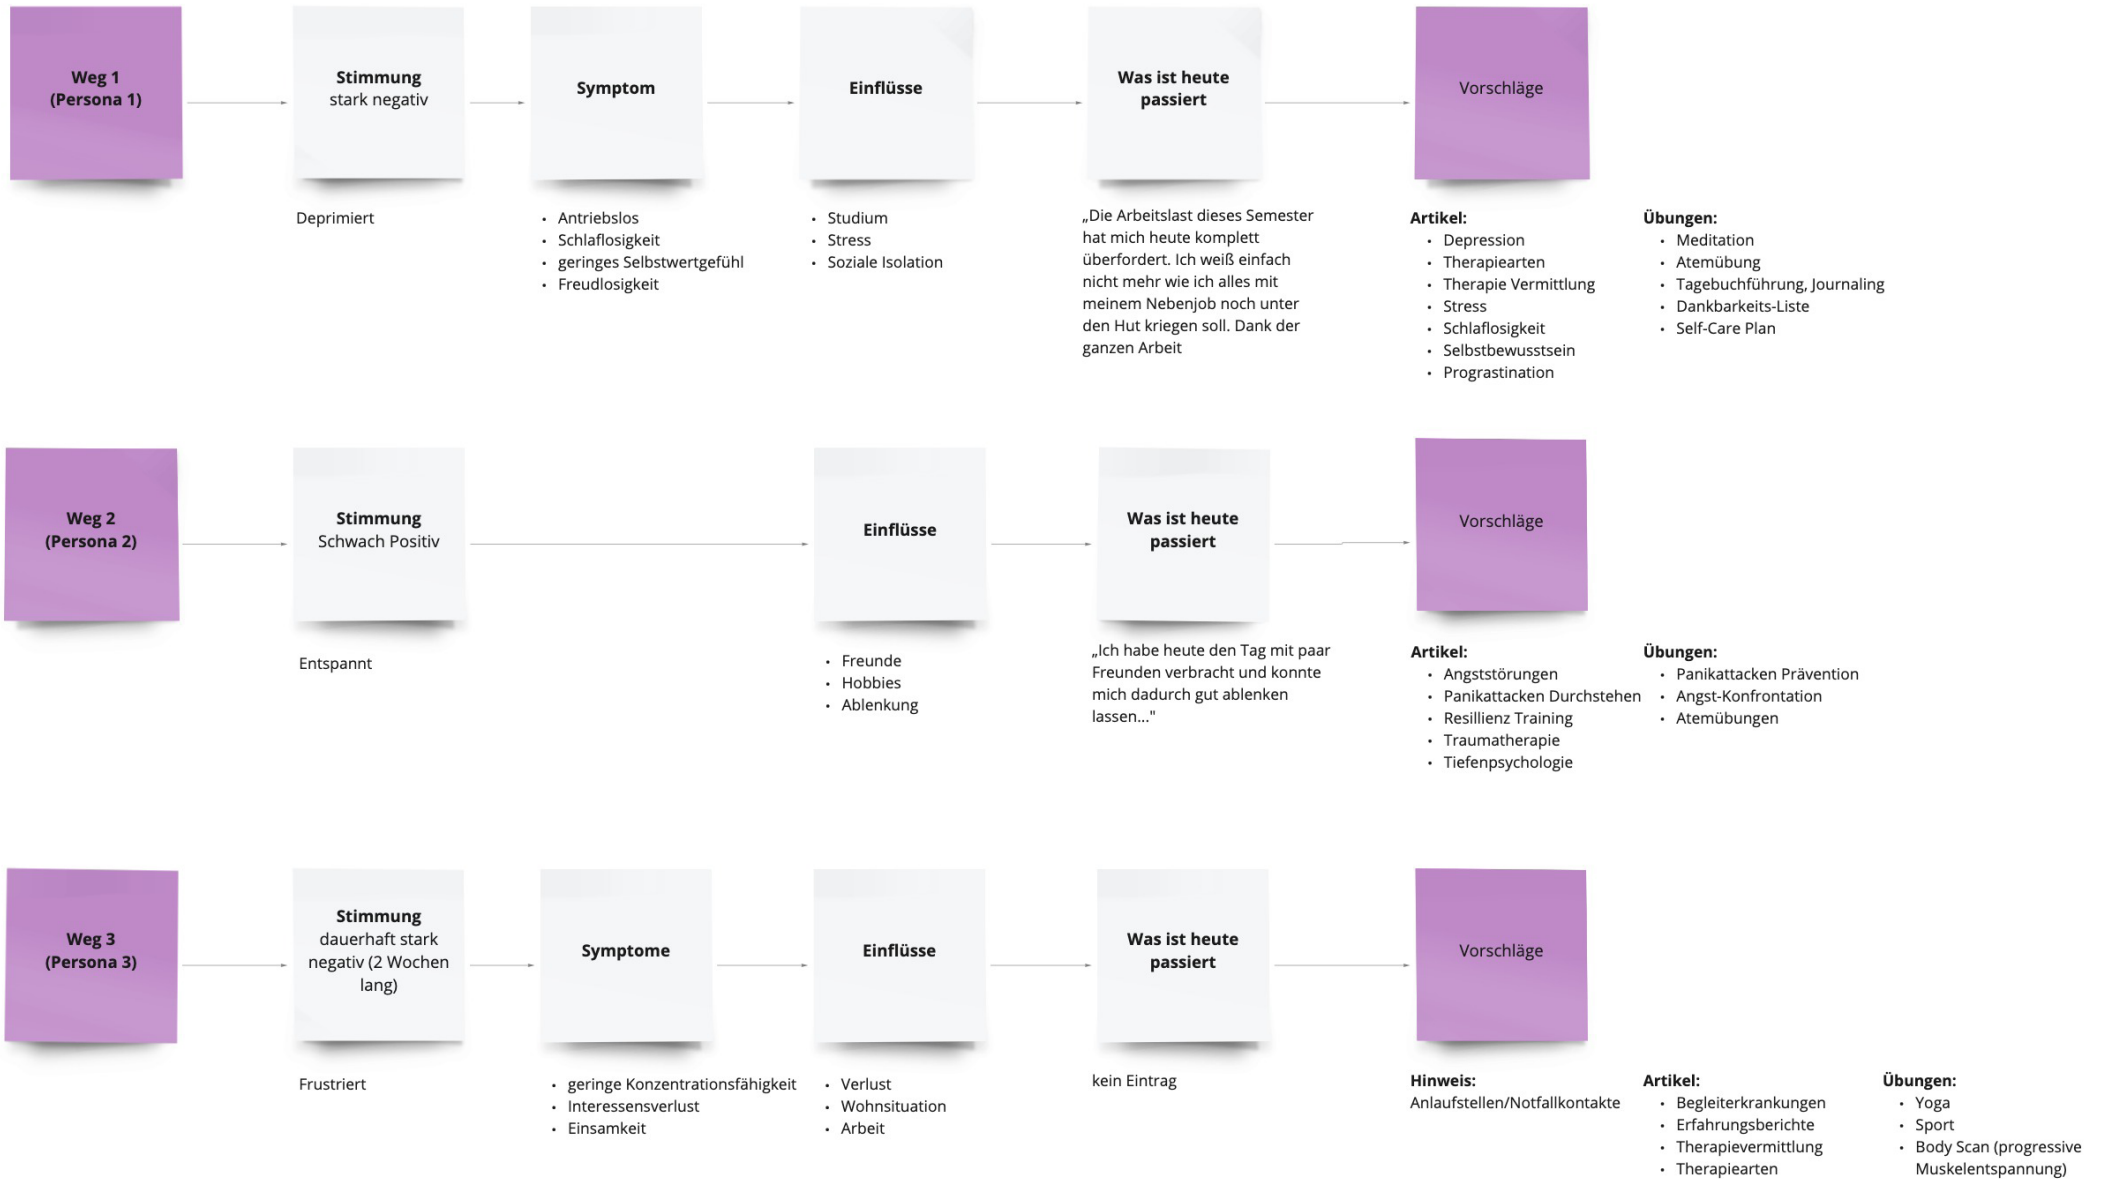 Weg 1
(Persona 1)
Stimmung
stark negativ
Symptom
Einflüsse
Was ist heute
passiert
Vorschläge
Deprimiert
• Antriebslos
• Schlaflosigkeit
• geringes Selbstwertgefühl
• Freudlosigkeit
• Studium
• Stress
• Soziale Isolation
„Die Arbeitslast dieses Semester
hat mich heute komplett
überfordert. Ich weiß einfach
nicht mehr wie ich alles mit
meinem Nebenjob noch unter
den Hut kriegen soll. Dank der
ganzen Arbeit
Artikel:
• Depression
• Therapiearten
• Therapie Vermittlung
• Stress
• Schlaflosigkeit
• Selbstbewusstsein
• Prograstination
Übungen:
• Meditation
• Atemübung
• Tagebuchführung, Journaling
• Dankbarkeits-Liste
• Self-Care Plan
Weg 2
(Persona 2)
Stimmung
Schwach Positiv
Einflüsse
Was ist heute
passiert
Vorschläge
Entspannt
• Freunde
• Hobbies
• Ablenkung
„Ich habe heute den Tag mit paar
Freunden verbracht und konnte
mich dadurch gut ablenken
lassen..."
Artikel:
• Angststörungen
• Panikattacken Durchstehen
• Resillienz Training
• Traumatherapie
• Tiefenpsychologie
Übungen:
• Panikattacken Prävention
• Angst-Konfrontation
• Atemübungen
Weg 3
(Persona 3)
Stimmung
dauerhaft stark
negativ (2 Wochen
lang)
Symptome
Einflüsse
Was ist heute
passiert
Vorschläge
Frustriert
• geringe Konzentrationsfähigkeit
• Interessensverlust
• Einsamkeit
• Verlust
• Wohnsituation
• Arbeit
kein Eintrag
Hinweis:
Anlaufstellen/Notfallkontakte
Artikel:
• Begleiterkrankungen
• Erfahrungsberichte
• Therapievermittlung
• Therapiearten
Übungen:
• Yoga
• Sport
• Body Scan (progressive
Muskelentspannung)